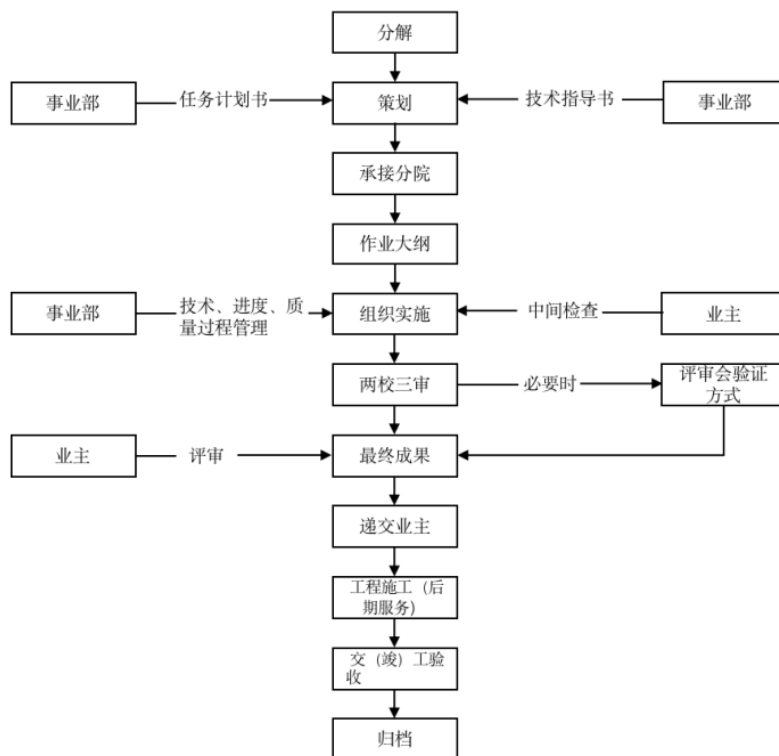 分解
事业部
任务计划书
策划
技术指导书
事业部
承接分院
作业大纲
事业部
技术、进度、质
量过程管理
组织实施
中间检查
业主
两校三审
必要时
评审会验证
方式
业主
评审
最终成果
递交业主
工程施工（后
期服务）
交（竣）工验
收
归档